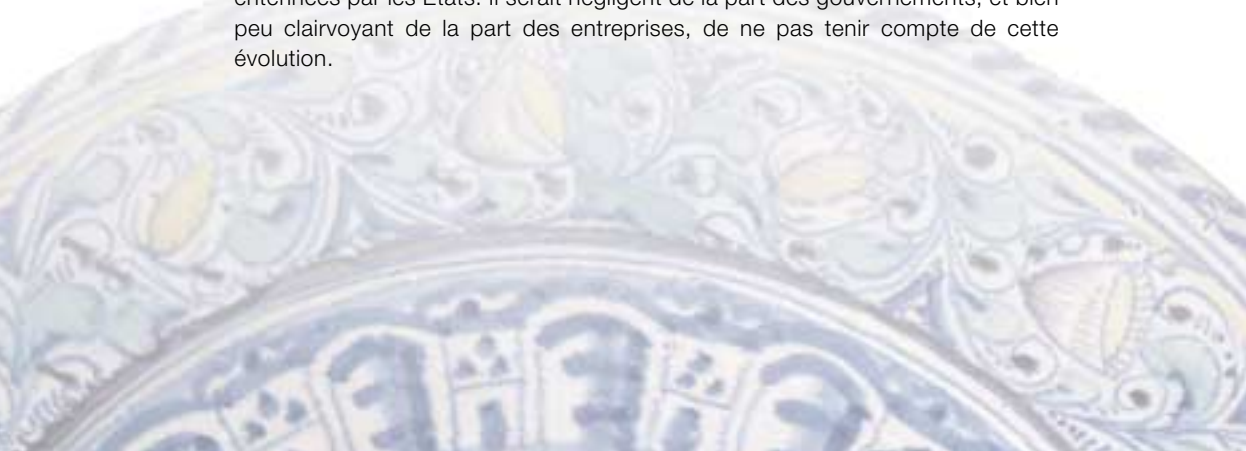 entérinées par les États. Il serait négligent de la part des gouvernements, et bien
peu clairvoyant de la part des entreprises, de ne pas tenir compte de cette
évolution.